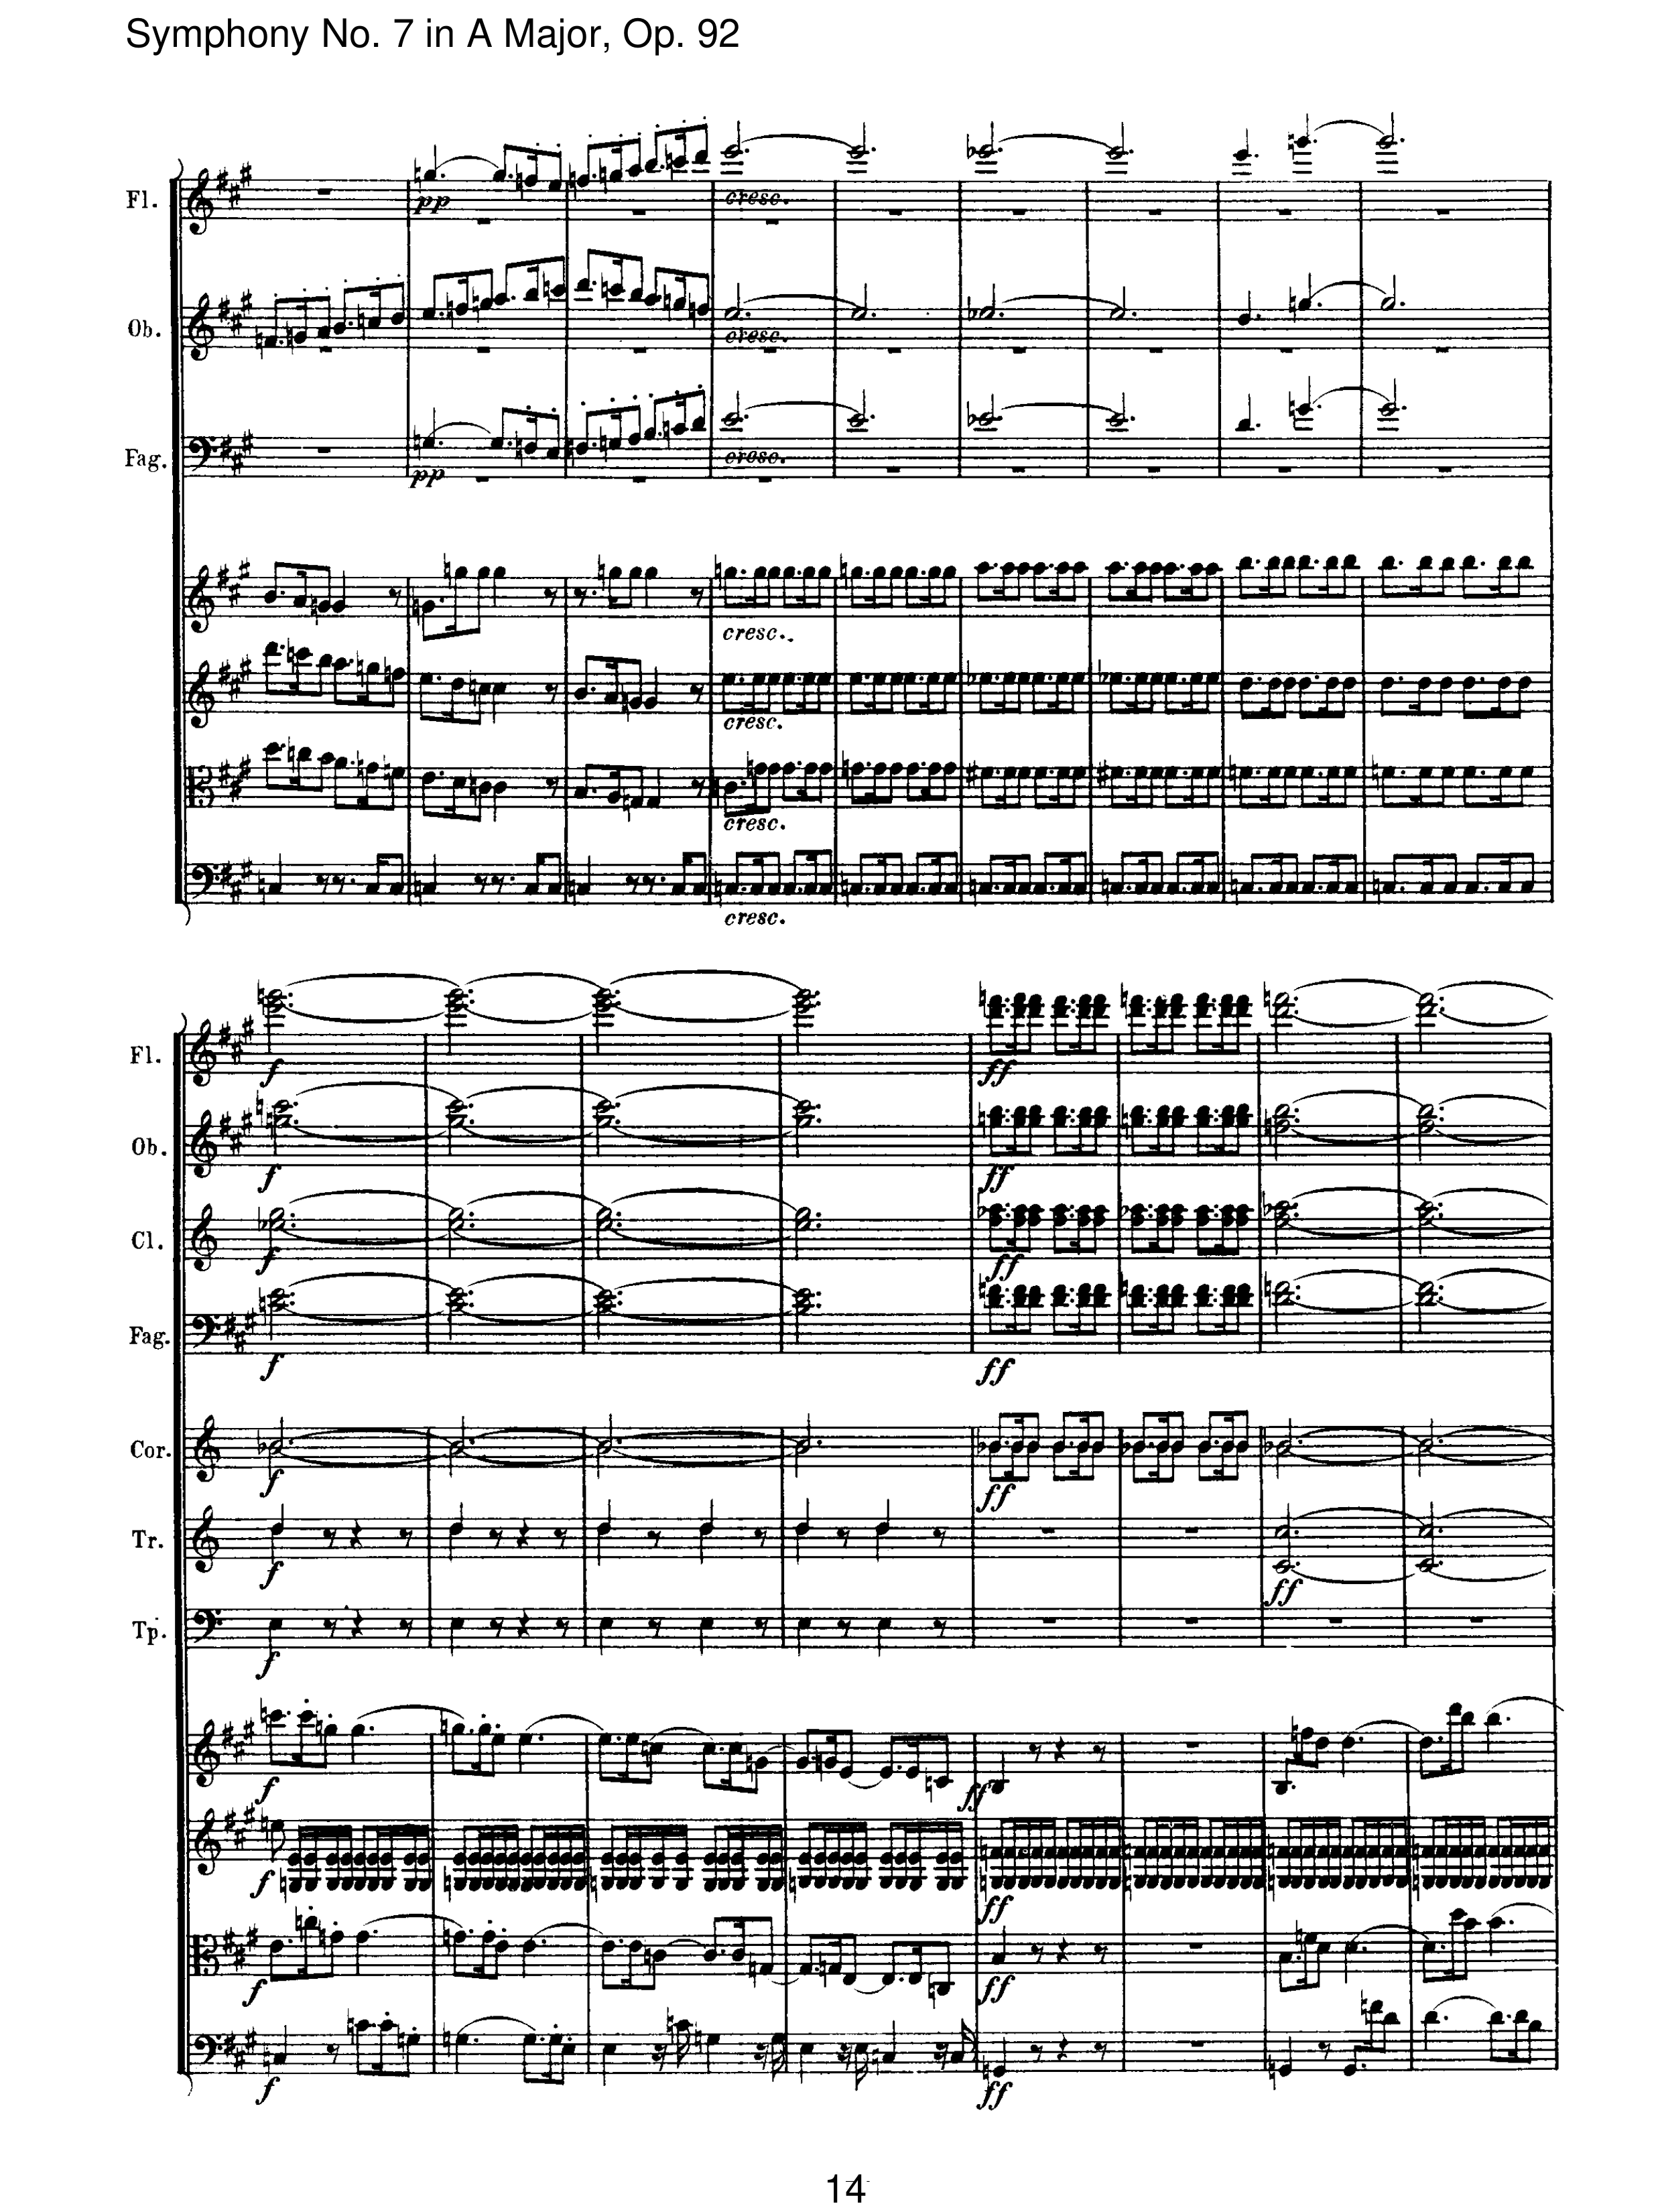 Symphony No. 7 in A Major, Op. 92
Fl.
pp
cresc.
Ob.
cresc.
Fag.
pp
cresc.
cresc.
cresc.
cresc.
cresc.
Fl.
f
ff
Ob.
f
ff
Cl.
f
ff
Fag.
f
ff
Cor.
f
ff
Tr.
f
ff
Tp.
f
f
ff
f
ff
f
ff
f
ff
14